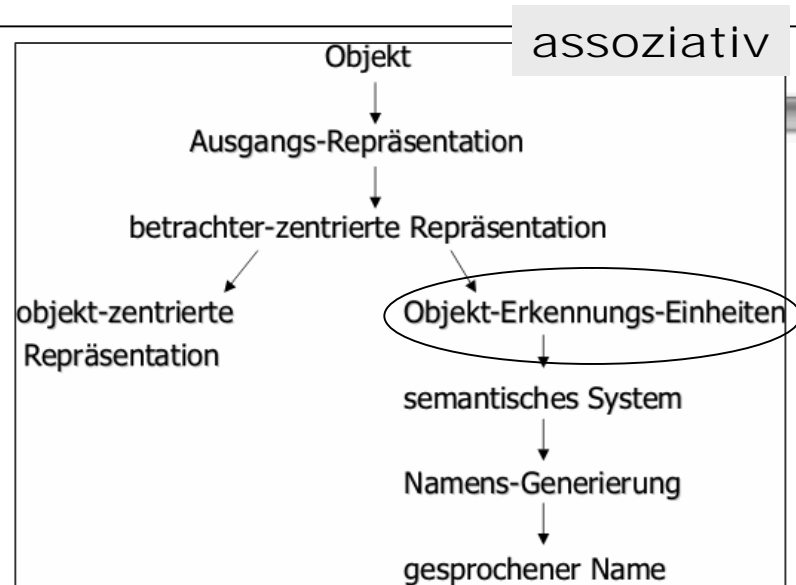 assoziativ
Objekt
Ausgangs-Repräsentation
betrachter-zentrierte Repräsentation
objekt-zentrierte
Repräsentation
Objekt-Erkennungs-Einheiten
semantisches System
Namens-Generierung
gesprochener Name